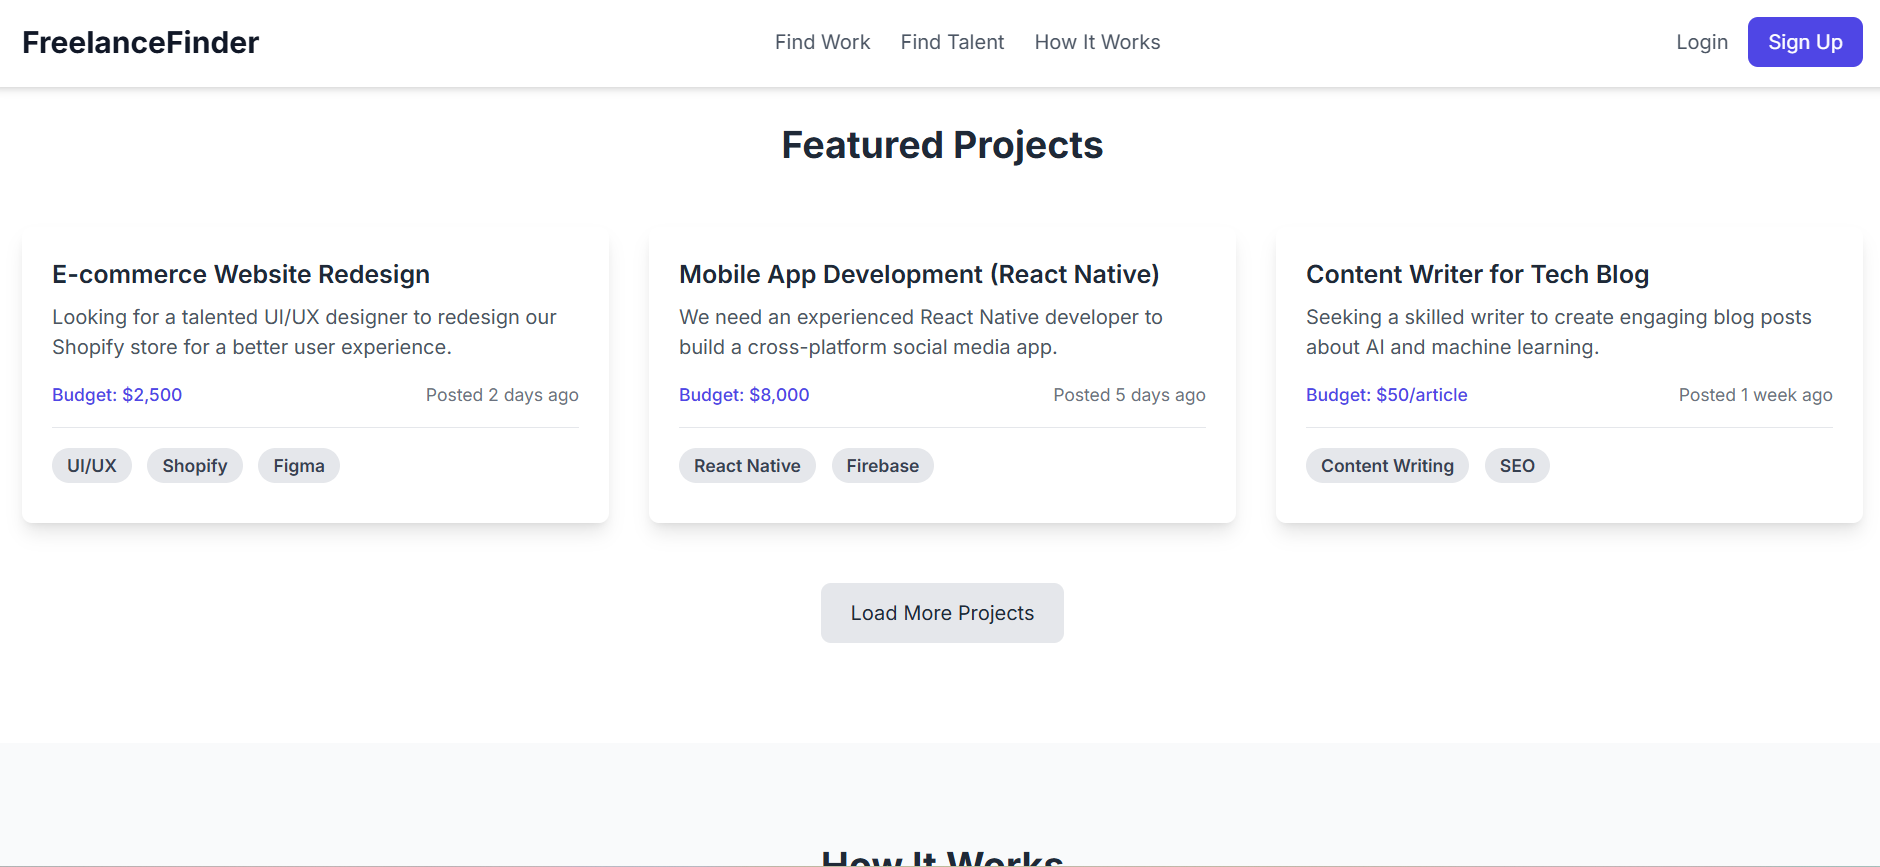 FreelanceFinder
Find Work
Find Talent
How It Works
Login
Sign Up
Featured Projects
E-commerce Website Redesign
Looking for a talented UI/UX designer to redesign our
Shopify store for a better user experience.
Budget: $2,500
Posted 2 days ago
UI/UX
Shopify
Figma
Mobile App Development (React Native)
We need an experienced React Native developer to
build a cross-platform social media app.
Budget: $8,000
Posted 5 days ago
React Native
Firebase
Content Writer for Tech Blog
Seeking a skilled writer to create engaging blog posts
about AI and machine learning.
Budget: $50/article
Posted 1 week ago
Content Writing
SEO
Load More Projects
How It Works